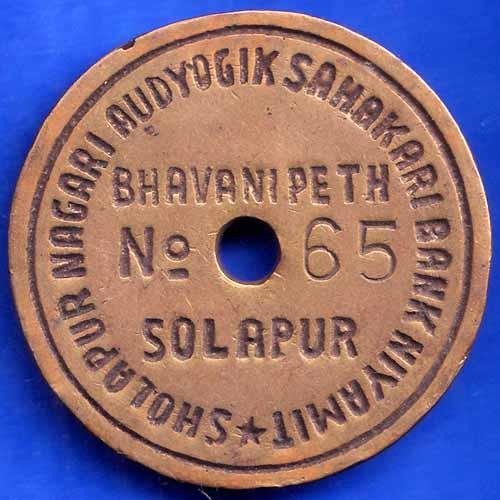 SHOLAPUR NAGARI AUDYOGIK SAHAKARI BANK NIYAMIT ★
BHAVANI PETH
No 65
SOLAPUR